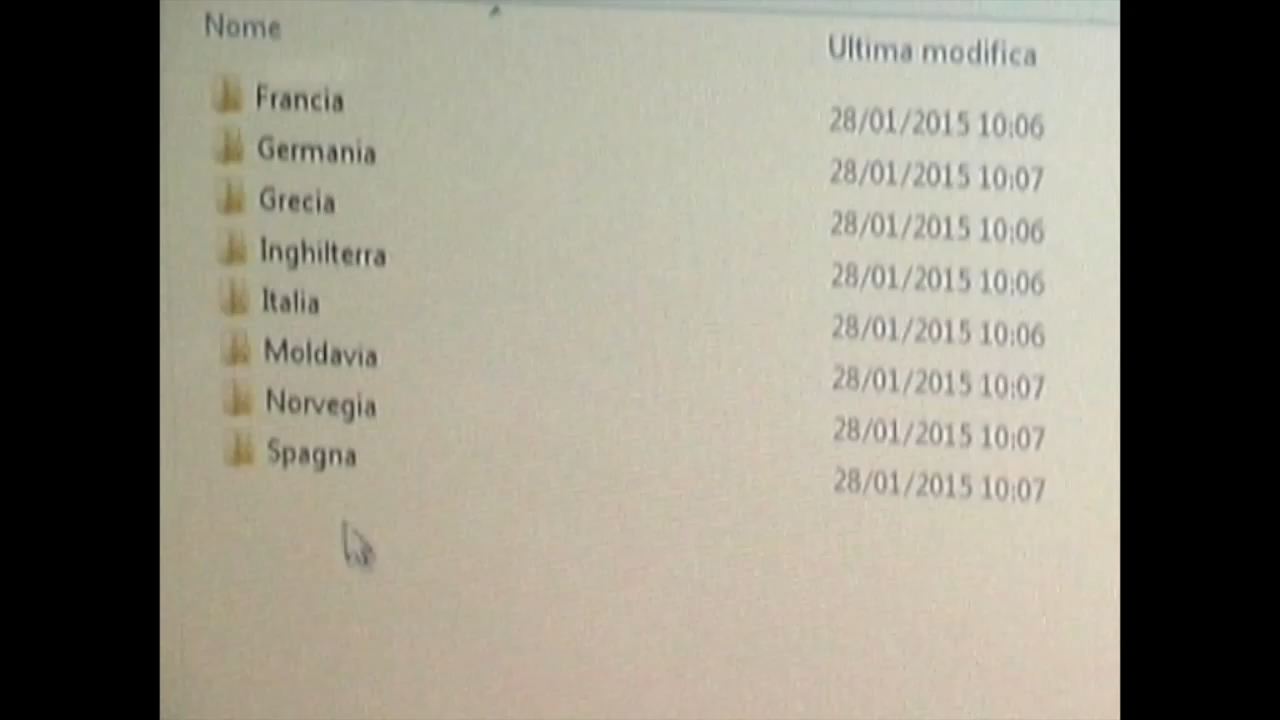 Nome Ultima modifica
Francia 28/01/2015 10:06
Germania 28/01/2015 10:07
Grecia 28/01/2015 10:06
Inghilterra 28/01/2015 10:06
Italia 28/01/2015 10:06
Moldavia 28/01/2015 10:07
Norvegia 28/01/2015 10:07
Spagna 28/01/2015 10:07